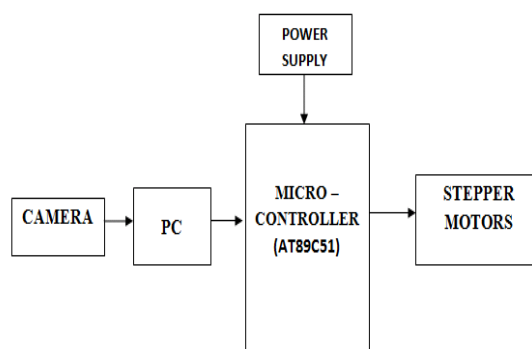 POWER
SUPPLY
CAMERA
PC
MICRO –
CONTROLLER
(AT89C51)
STEPPER
MOTORS